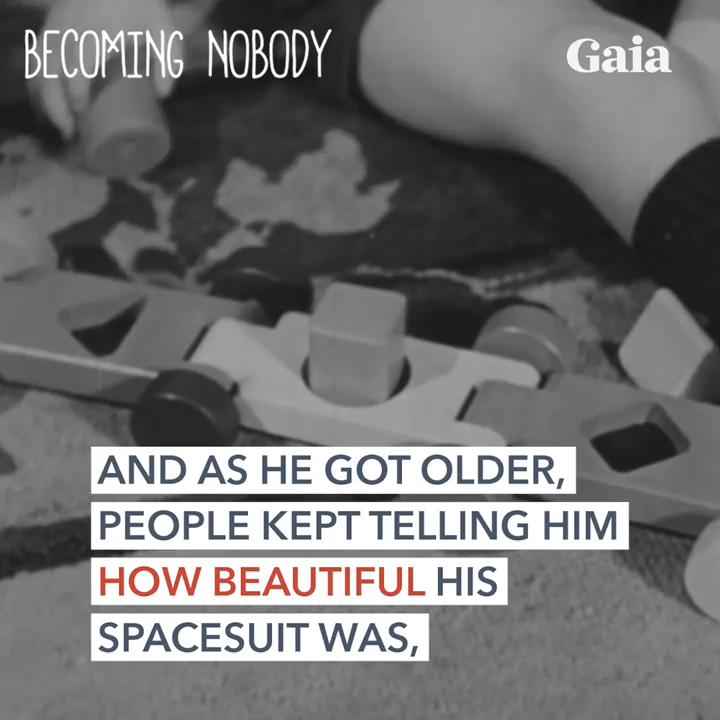 BECOMING NOBODY
Gaia
AND AS HE GOT OLDER,
PEOPLE KEPT TELLING HIM
HOW BEAUTIFUL HIS
SPACESUIT WAS,